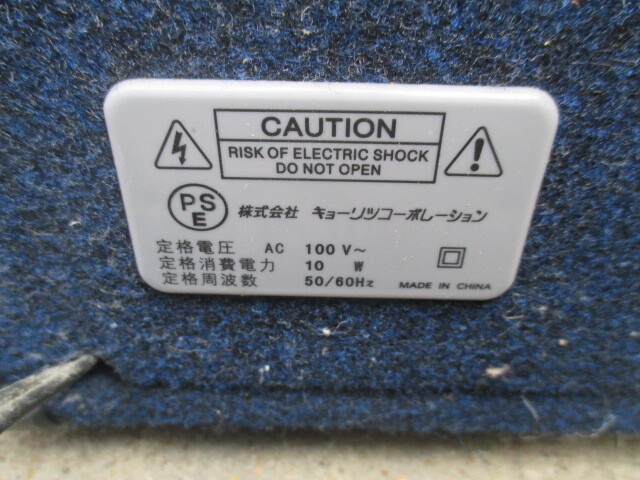 CAUTION
RISK OF ELECTRIC SHOCK
DO NOT OPEN
PS
E
株式会社 キョーリツコーポレーション
定格電圧 AC 100 V～
定格消費電力 10 W
定格周波数 50/60Hz
MADE IN CHINA